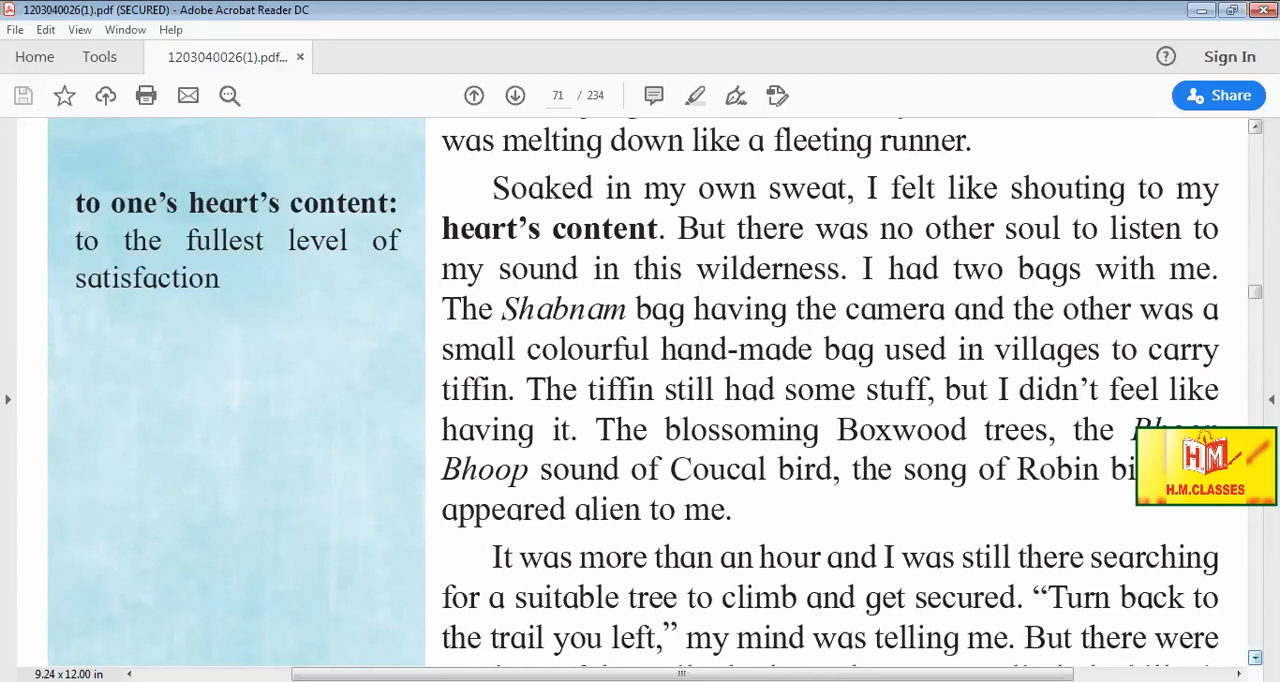 1203040026(1).pdf (SECURED) - Adobe Acrobat Reader DC
File Edit View Window Help
Home Tools 1203040026(1).pdf... × Sign In
71 / 234 Share
was melting down like a fleeting runner.
to one's heart's content:
to the fullest level of
satisfaction
Soaked in my own sweat, I felt like shouting to my
heart's content. But there was no other soul to listen to
my sound in this wilderness. I had two bags with me.
The Shabnam bag having the camera and the other was a
small colourful hand-made bag used in villages to carry
tiffin. The tiffin still had some stuff, but I didn't feel like
having it. The blossoming Boxwood trees, the
Bhoop sound of Coucal bird, the song of Robin
appeared alien to me.
It was more than an hour and I was still there searching
for a suitable tree to climb and get secured. “Turn back to
the trail you left,” my mind was telling me. But there were
H.M
H.M.CLASSES
9.24 x 12.00 in